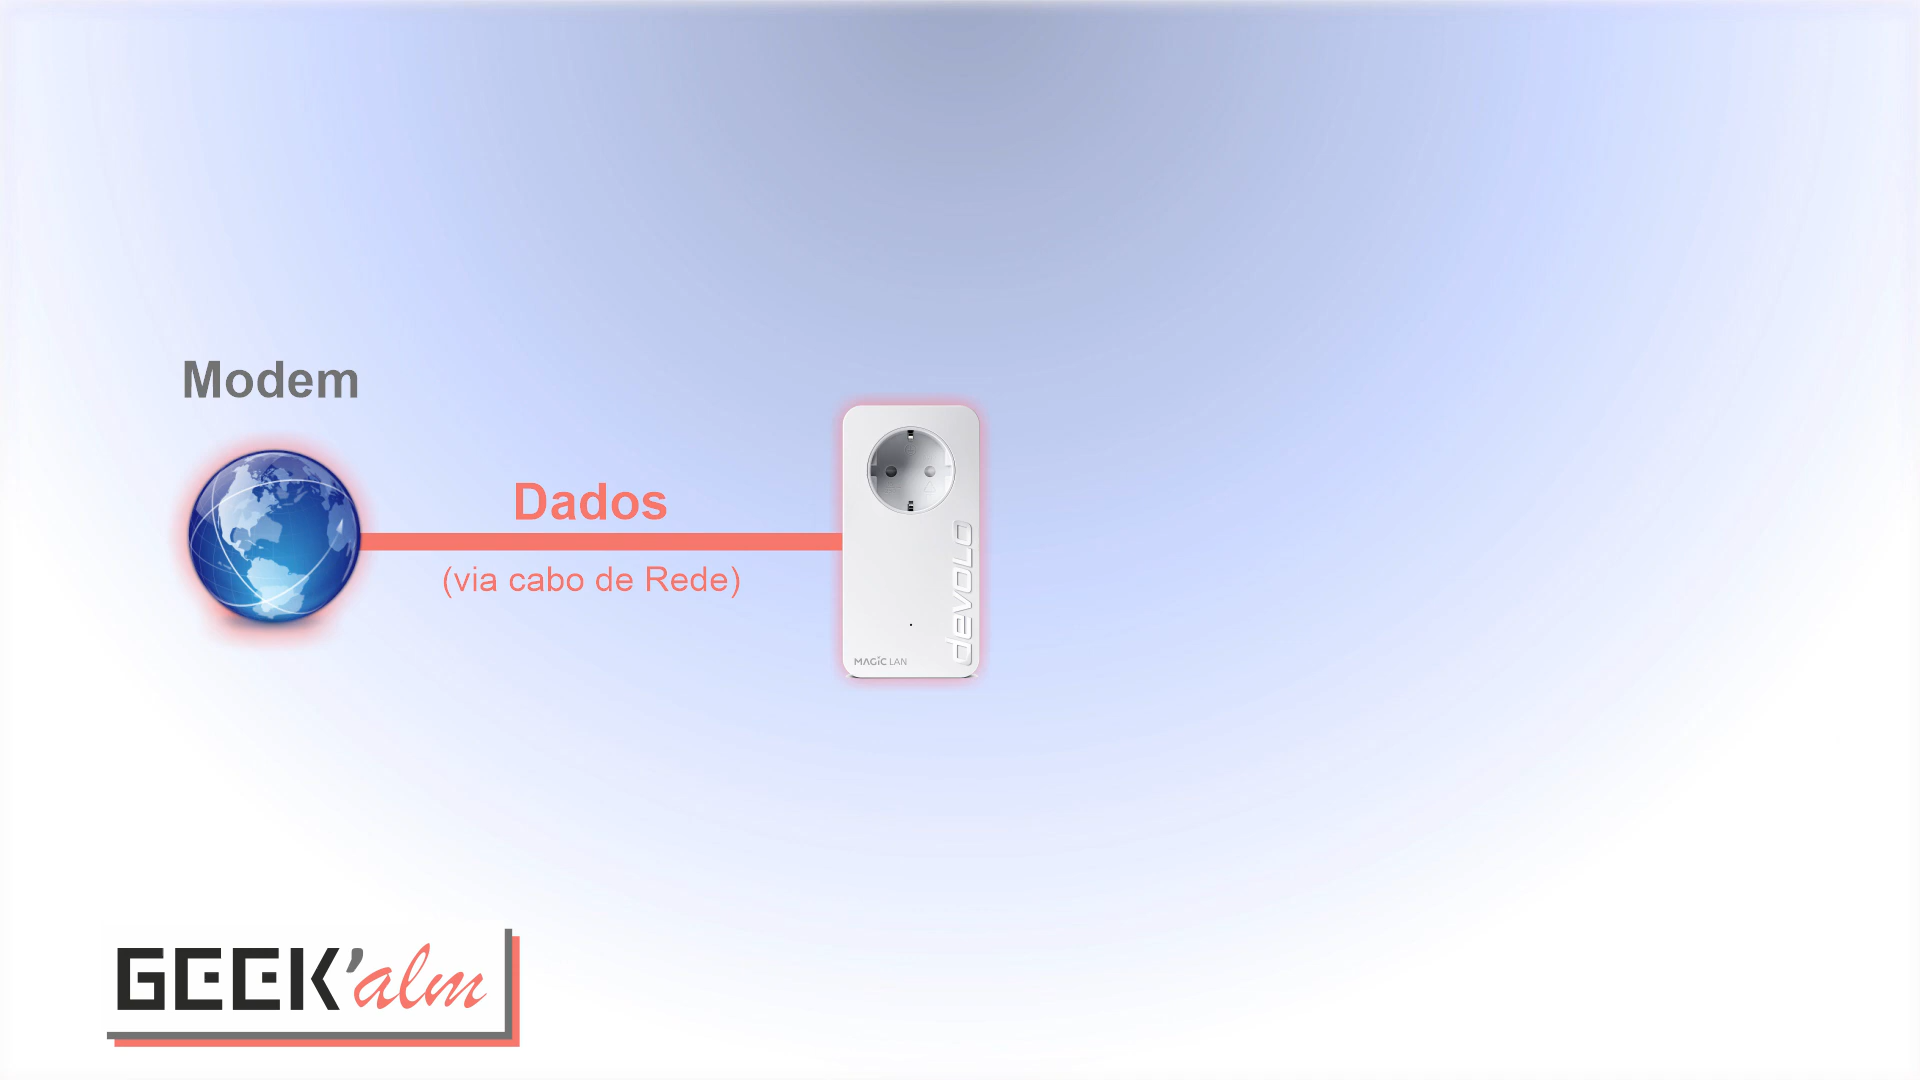 Modem
Dados
(via cabo de Rede)
devolo
MAGIC LAN
GEEK'alm